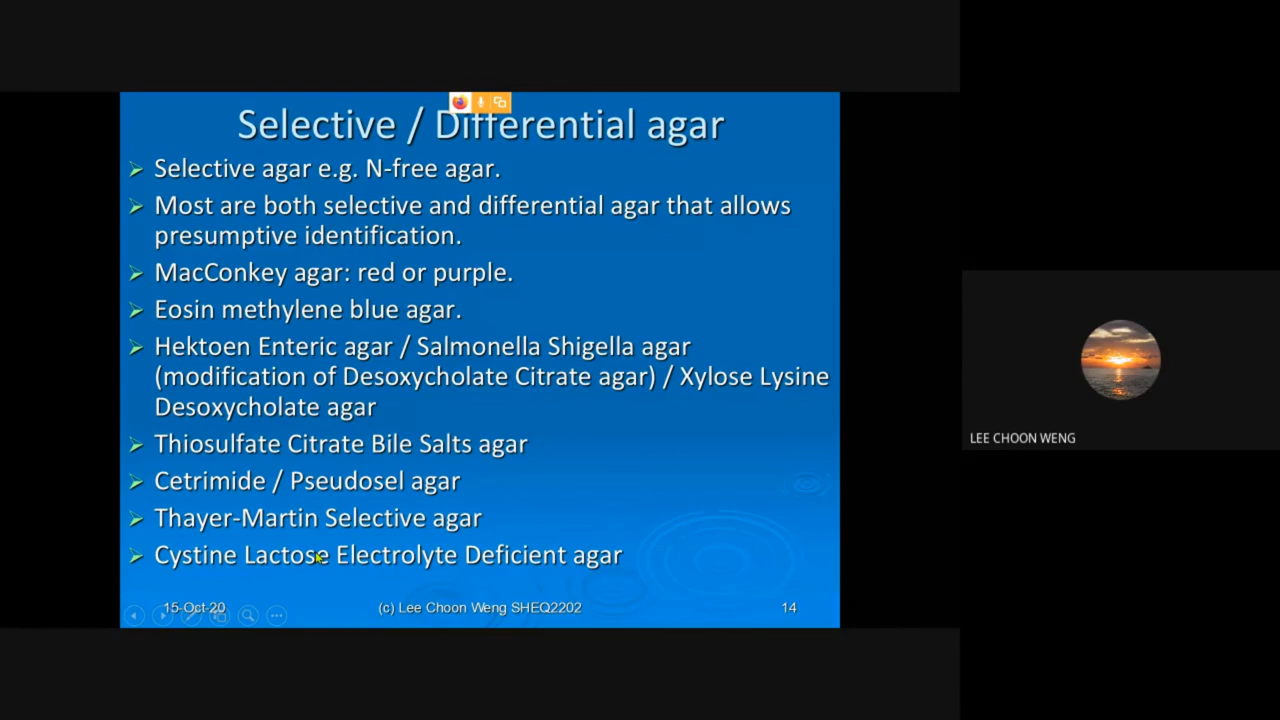 Selective / Differential agar
Selective agar e.g. N-free agar.
Most are both selective and differential agar that allows
presumptive identification.
MacConkey agar: red or purple.
Eosin methylene blue agar.
Hektoen Enteric agar / Salmonella Shigella agar
(modification of Desoxycholate Citrate agar) / Xylose Lysine
Desoxycholate agar
Thiosulfate Citrate Bile Salts agar
Cetrimide / Pseudosel agar
Thayer-Martin Selective agar
Cystine Lactose Electrolyte Deficient agar
15-Oct-20 (c) Lee Choon Weng SHEQ2202 14
LEE CHOON WENG